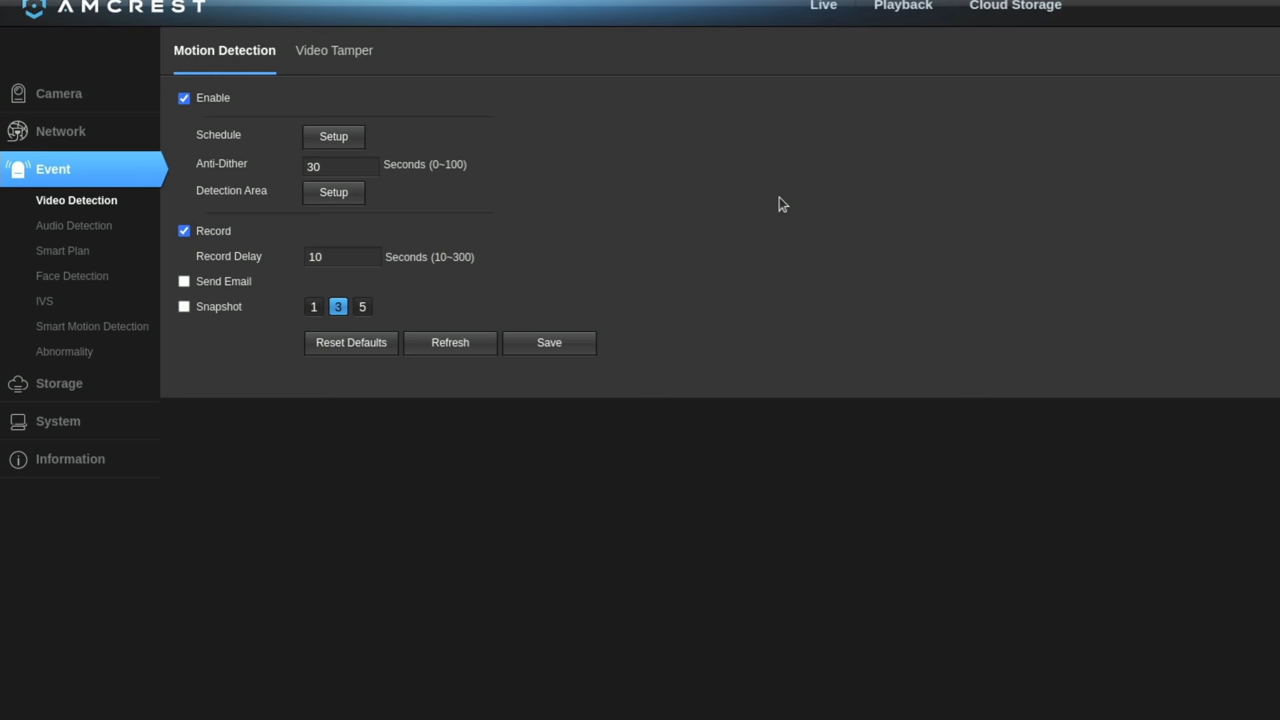 AMCREST
Live Playback Cloud Storage
Motion Detection Video Tamper
Camera
Network
Event
Video Detection
Audio Detection
Smart Plan
Face Detection
IVS
Smart Motion Detection
Abnormality
Storage
System
Information
Enable
Schedule Setup
Anti-Dither 30 Seconds (0~100)
Detection Area Setup
Record
Record Delay 10 Seconds (10~300)
Send Email
Snapshot 1 3 5
Reset Defaults Refresh Save